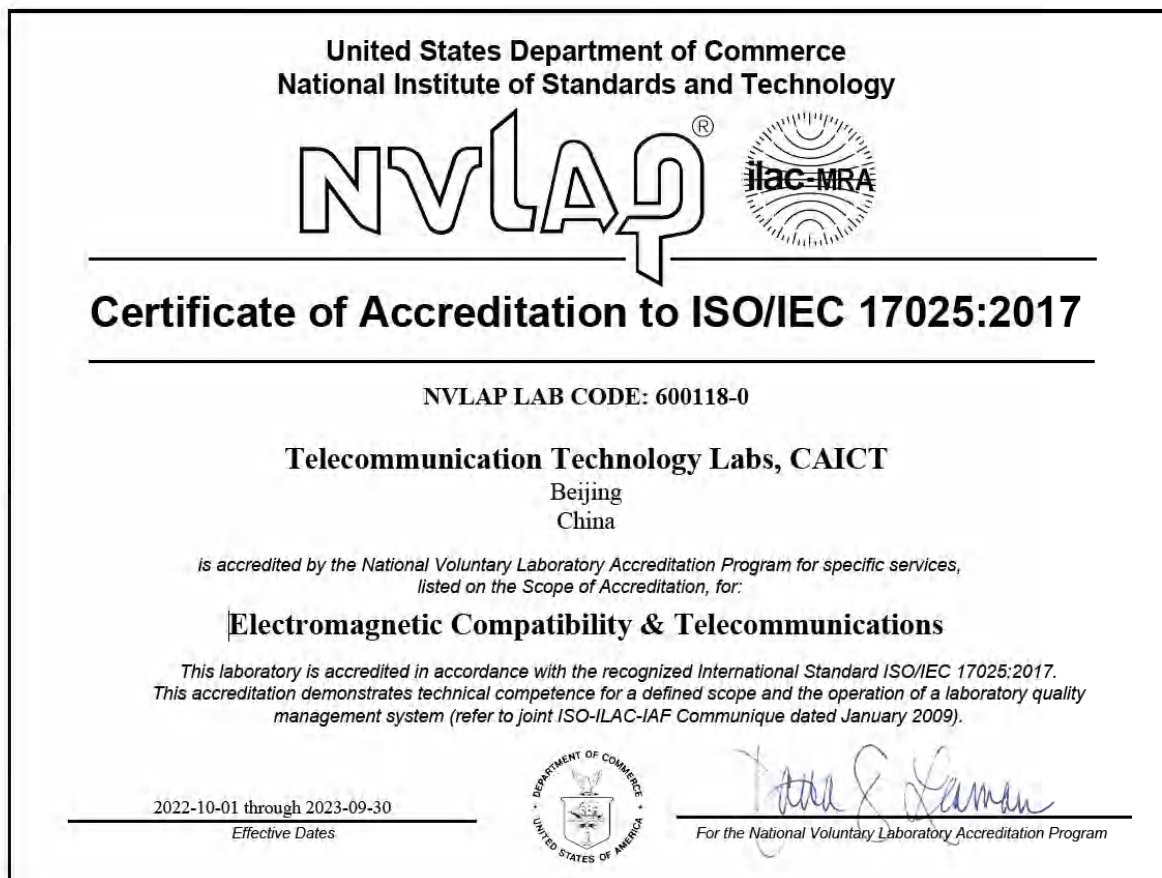 United States Department of Commerce
National Institute of Standards and Technology
NVLAP®
ilac-MRA
Certificate of Accreditation to ISO/IEC 17025:2017
NVLAP LAB CODE: 600118-0
Telecommunication Technology Labs, CAICT
Beijing
China
is accredited by the National Voluntary Laboratory Accreditation Program for specific services,
listed on the Scope of Accreditation, for:
Electromagnetic Compatibility & Telecommunications
This laboratory is accredited in accordance with the recognized International Standard ISO/IEC 17025:2017.
This accreditation demonstrates technical competence for a defined scope and the operation of a laboratory quality
management system (refer to joint ISO-ILAC-IAF Communique dated January 2009).
2022-10-01 through 2023-09-30
Effective Dates
DEPARTMENT OF COMMERCE
UNITED STATES OF AMERICA
For the National Voluntary Laboratory Accreditation Program